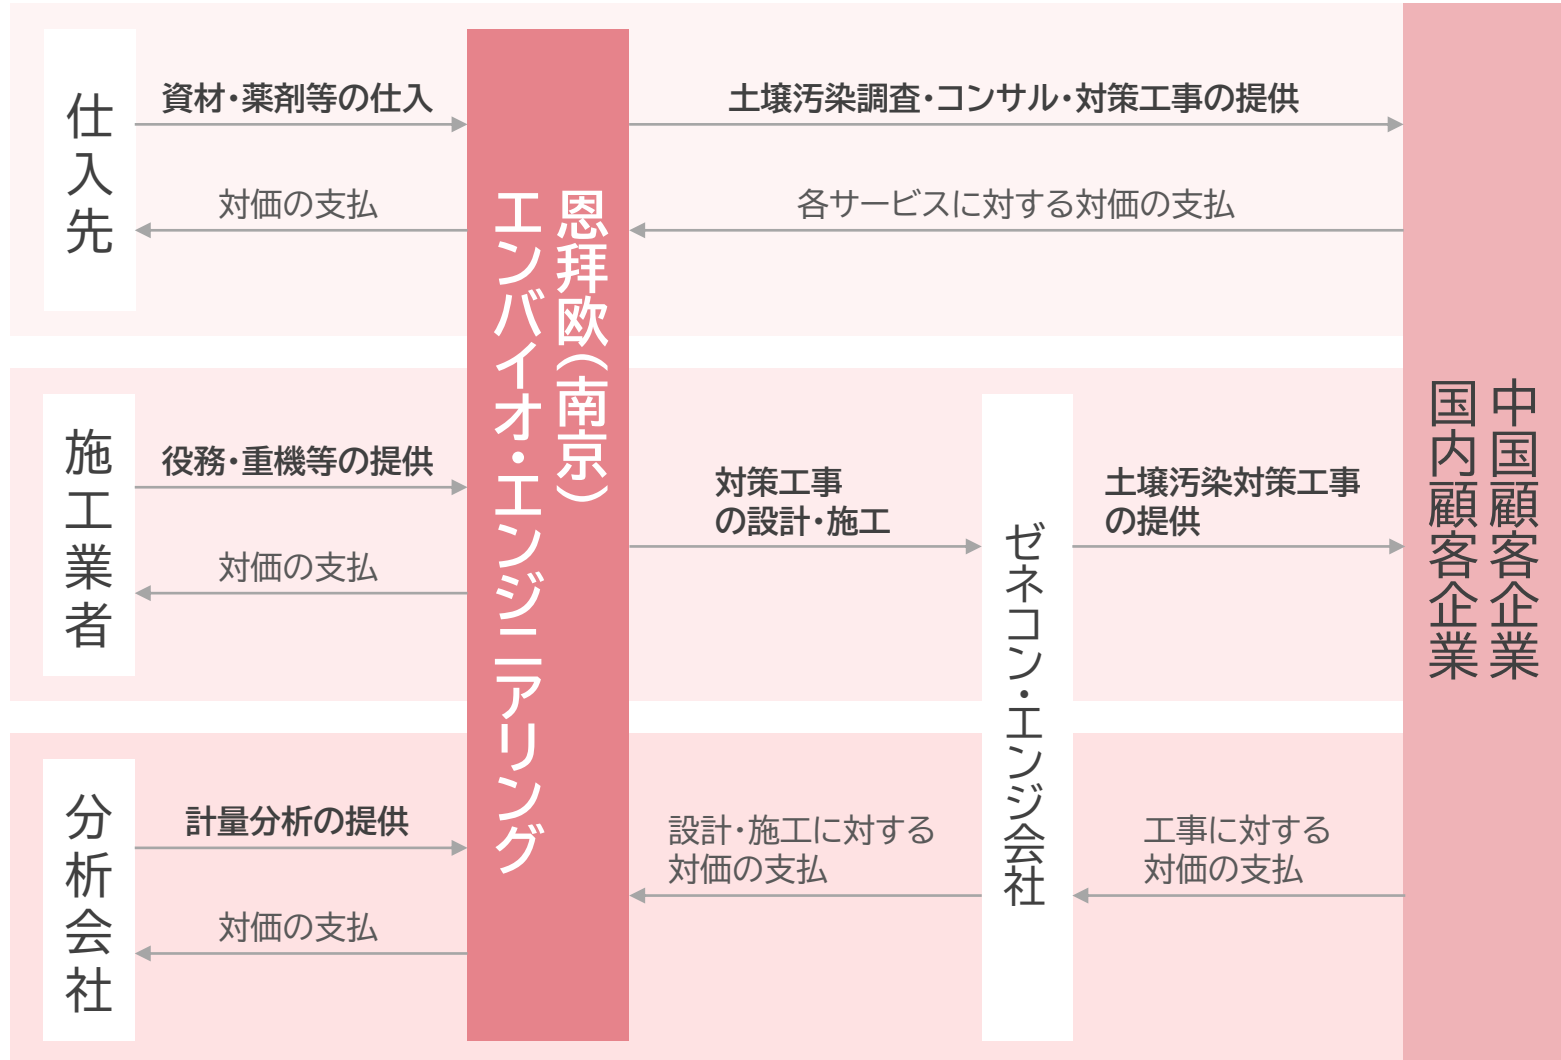 仕入先
資材・薬剤等の仕入
対価の支払
恩拝欧(南京)
エンバイオ・エンジニアリング
土壌汚染調査・コンサル・対策工事の提供
各サービスに対する対価の支払
中国顧客企業
国内顧客企業
施工業者
役務・重機等の提供
対価の支払
対策工事
の設計・施工
ゼネコン・エンジ会社
土壌汚染対策工事
の提供
分析会社
計量分析の提供
対価の支払
設計・施工に対する
対価の支払
工事に対する
対価の支払